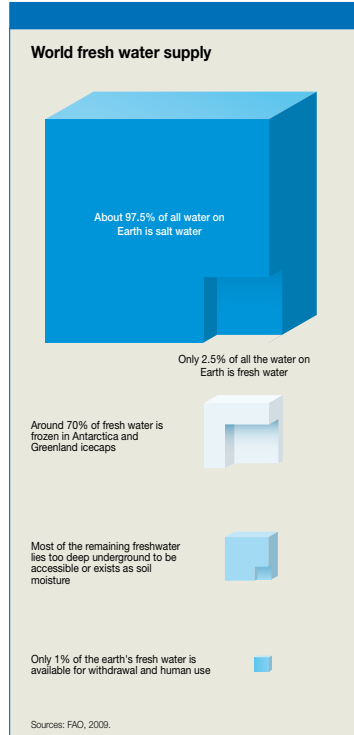 World fresh water supply
About 97.5% of all water on
Earth is salt water
Only 2.5% of all the water on
Earth is fresh water
Around 70% of fresh water is
frozen in Antarctica and
Greenland icecaps
Most of the remaining freshwater
lies too deep underground to be
accessible or exists as soil
moisture
Only 1% of the earth's fresh water is
available for withdrawal and human use
Sources: FAO, 2009.